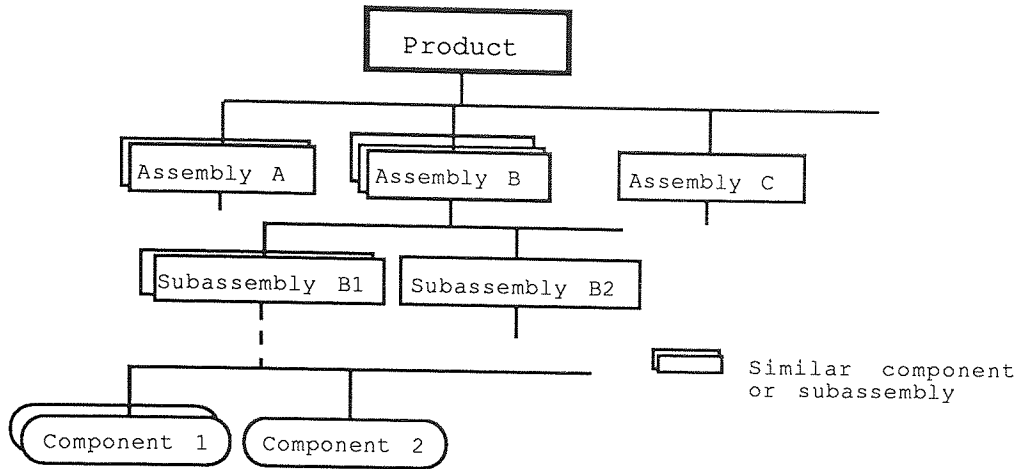 Product
Assembly A
Assembly B
Assembly C
Subassembly B1
Subassembly B2
Similar component
or subassembly
Component 1
Component 2